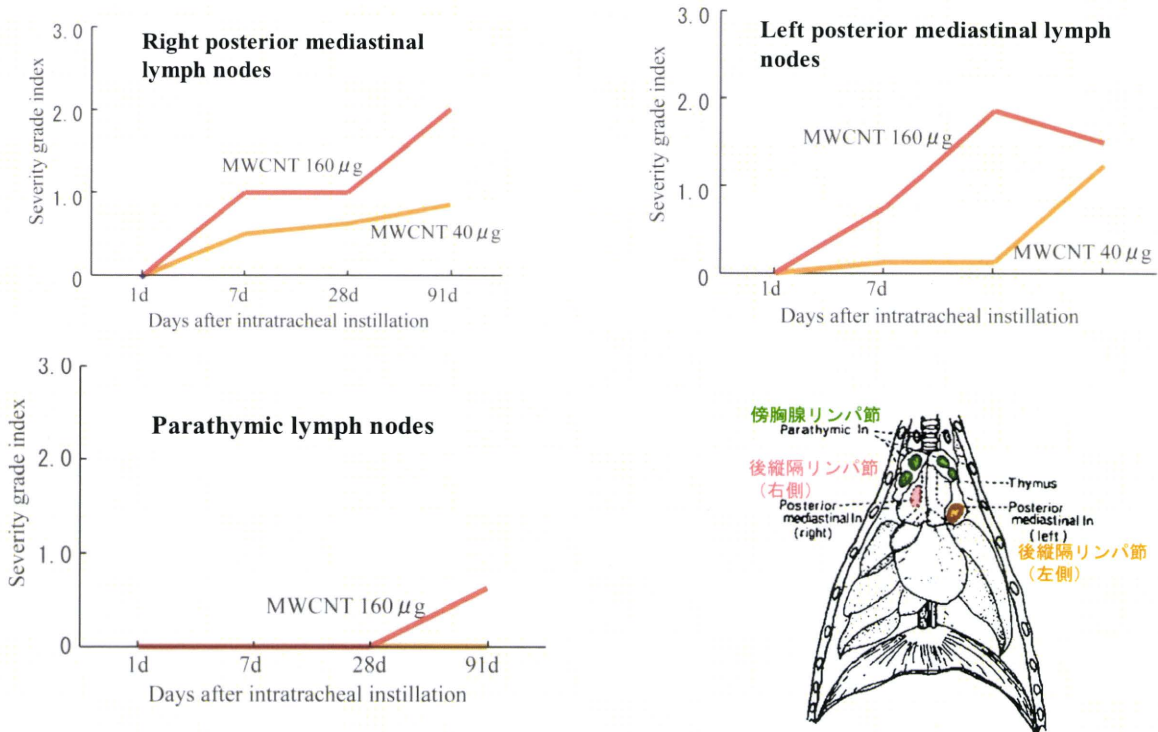 3.0
2.0
1.0
0
Severity grade index
Right posterior mediastinal
lymph nodes
MWCNT 160 μg
MWCNT 40 μg
1d 7d 28d 91d
Days after intratracheal instillation
3.0
2.0
1.0
0
Severity grade index
Left posterior mediastinal lymph
nodes
MWCNT 160 μg
MWCNT 40 μg
1d 7d
Days after intratracheal instillation
3.0
2.0
1.0
0
Severity grade index
Parathymic lymph nodes
MWCNT 160 μg
1d 7d 28d 91d
Days after intratracheal instillation
傍胸腺リンパ節
Parathymic ln
後縦隔リンパ節
（右側）
Posterior
mediastinal ln
(right)
Thymus
Posterior
mediastinal ln
(left)
後縦隔リンパ節
（左側）